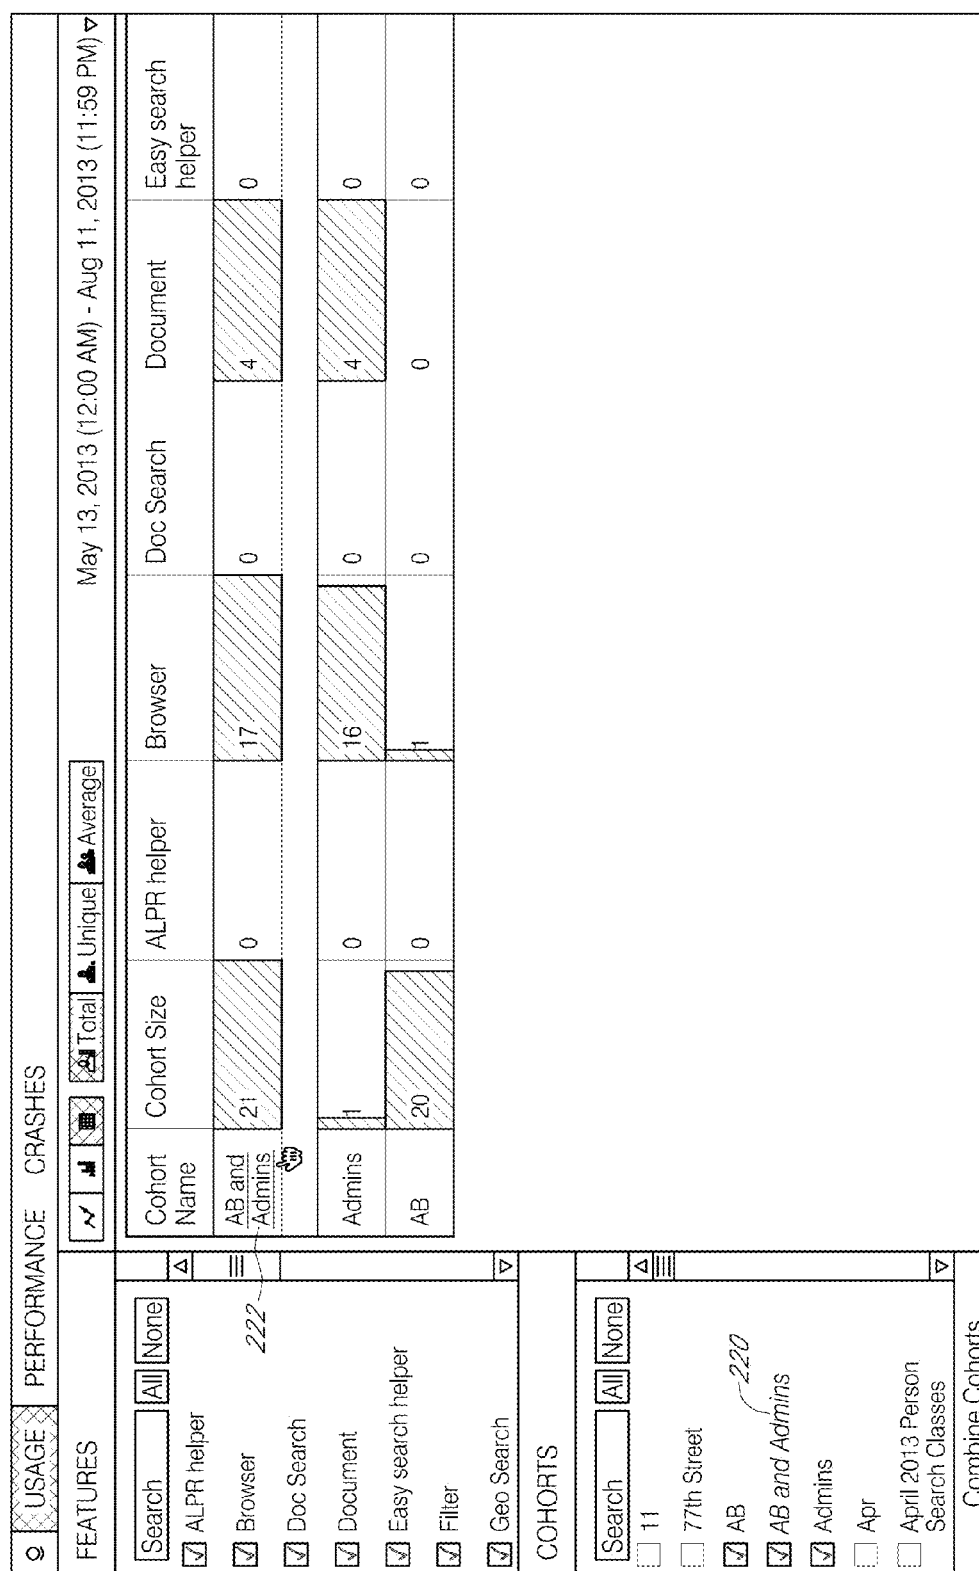 USAGE PERFORMANCE CRASHES
FEATURES
Total Unique Average
May 13, 2013 (12:00 AM) - Aug 11, 2013 (11:59 PM)
Search All None
ALPR helper
Browser
Doc Search
Document
Easy search helper
Filter
Geo Search
222
COHORTS
Search All None
11
77th Street
AB
AB and Admins
220
Admins
Apr
April 2013 Person
Search Classes
Combine Cohorts
Cohort Name Cohort Size ALPR helper Browser Doc Search Document Easy search helper
AB and Admins 21 0 17 0 4 0
Admins 1 0 16 0 4 0
AB 20 0 1 0 0 0